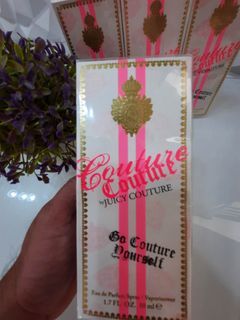 Couture
Couture
by JUICY COUTURE
Go Couture
Yourself
Eau de Parfum Spray - Vaporisateur
1.7 FL. OZ. 50 ml e